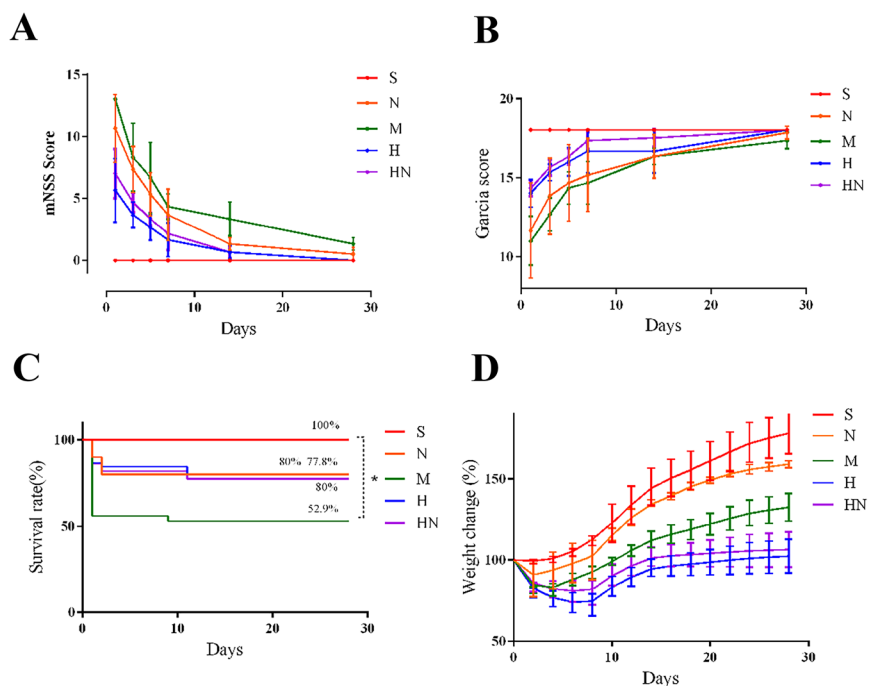 A
mNSS Score
15
10
5
0
0
10
20
30
Days
S
N
M
H
HN
B
Garcia score
20
15
10
0
10
20
30
Days
S
N
M
H
HN
C
Survival rate(%)
100
50
0
0
10
20
30
Days
100%
80% 77.8%
80%
52.9%
*
S
N
M
H
HN
D
Weight change (%)
150
100
50
0
10
20
30
Days
S
N
M
H
HN